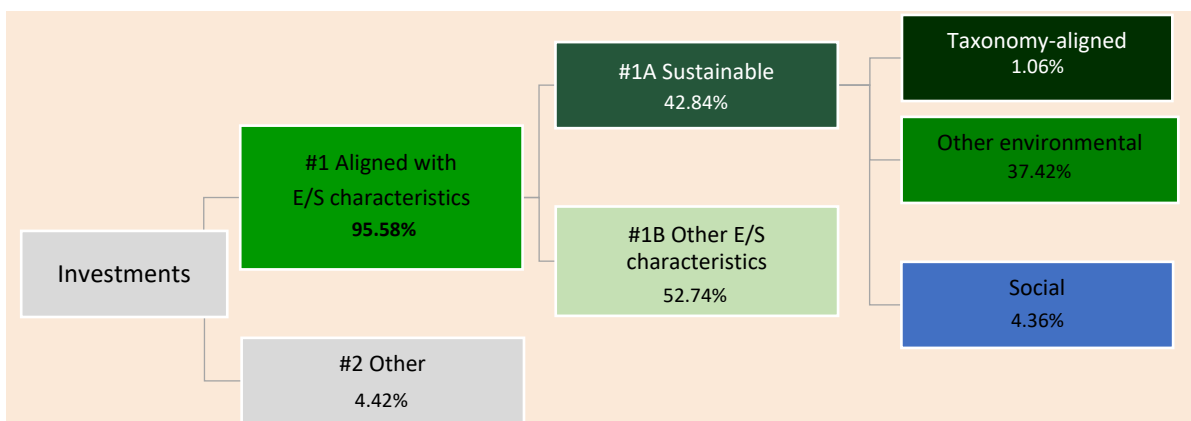 Investments
#1 Aligned with
E/S characteristics
95.58%
#2 Other
4.42%
#1A Sustainable
42.84%
#1B Other E/S
characteristics
52.74%
Taxonomy-aligned
1.06%
Other environmental
37.42%
Social
4.36%